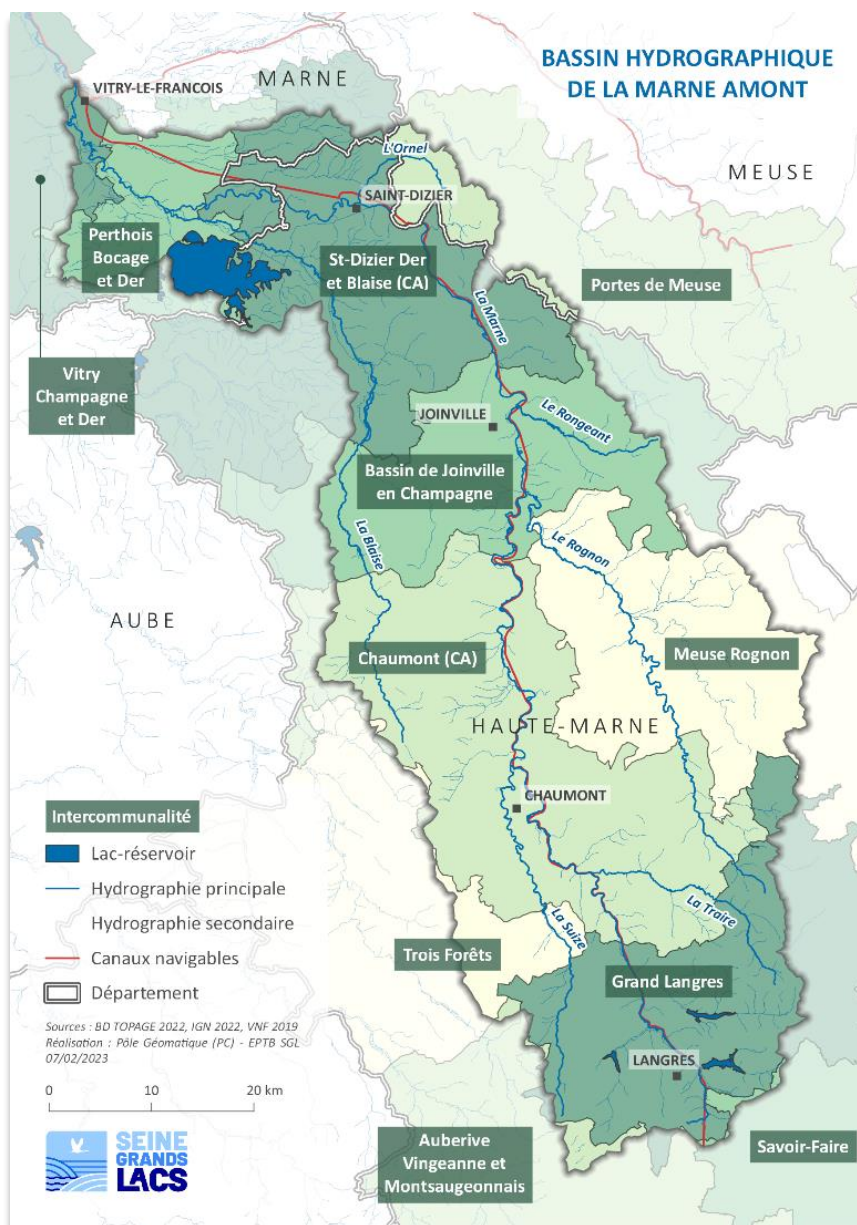 BASSIN HYDROGRAPHIQUE
DE LA MARNE AMONT
MARNE
VITRY-LE-FRANCOIS
L'Ornel
MEUSE
SAINT-DIZIER
Perthois
Bocage
et Der
St-Dizier Der
et Blaise (CA)
Portes de Meuse
La Marne
Vitry
Champagne
et Der
JOINVILLE
Le Rongeant
Bassin de Joinville
en Champagne
La Blaise
Le Rognon
AUBE
Chaumont (CA)
Meuse Rognon
HAUTE-MARNE
CHAUMONT
Intercommunalité
Lac-réservoir
Hydrographie principale
Hydrographie secondaire
Canaux navigables
Département
La Traire
La Suize
Trois Forêts
Grand Langres
Sources : BD TOPAGE 2022, IGN 2022, VNF 2019
Réalisation : Pôle Géomatique (PC) - EPTB SGL
07/02/2023
LANGRES
0 10 20 km
SEINE
GRANDS
LACS
Auberive
Vingeanne et
Montsaugeonnais
Savoir-Faire